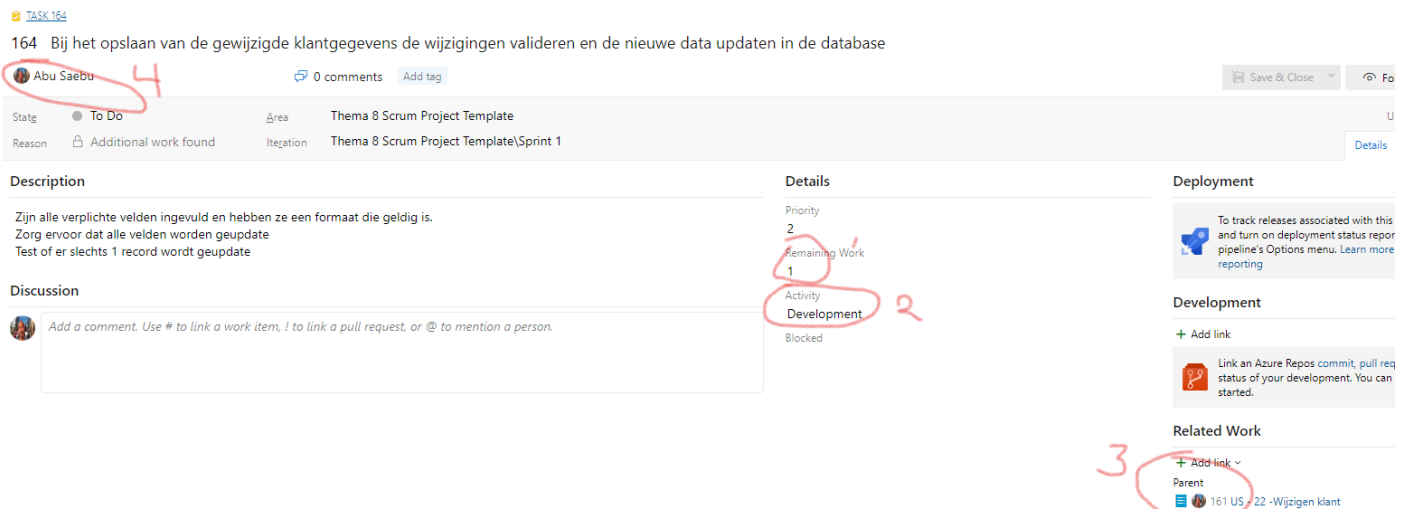 TASK 164
164 Bij het opslaan van de gewijzigde klantgegevens de wijzigingen valideren en de nieuwe data updaten in de database
Abu Saebu
4
0 comments
Add tag
Save & Close
Fo
State
To Do
Area
Thema 8 Scrum Project Template
U
Reason
Additional work found
Iteration
Thema 8 Scrum Project Template\Sprint 1
Details
Description
Zijn alle verplichte velden ingevuld en hebben ze een formaat die geldig is.
Zorg ervoor dat alle velden worden geupdate
Test of er slechts 1 record wordt geupdate
Discussion
Add a comment. Use # to link a work item, ! to link a pull request, or @ to mention a person.
Details
Priority
2
Remaining Work
1
1
Activity
Development
2
Blocked
Deployment
To track releases associated with this
and turn on deployment status repor
pipeline's Options menu. Learn more
reporting
Development
+ Add link
Link an Azure Repos commit, pull req
status of your development. You can
started.
Related Work
3
+ Add link
Parent
161 US - 22 -Wijzigen klant